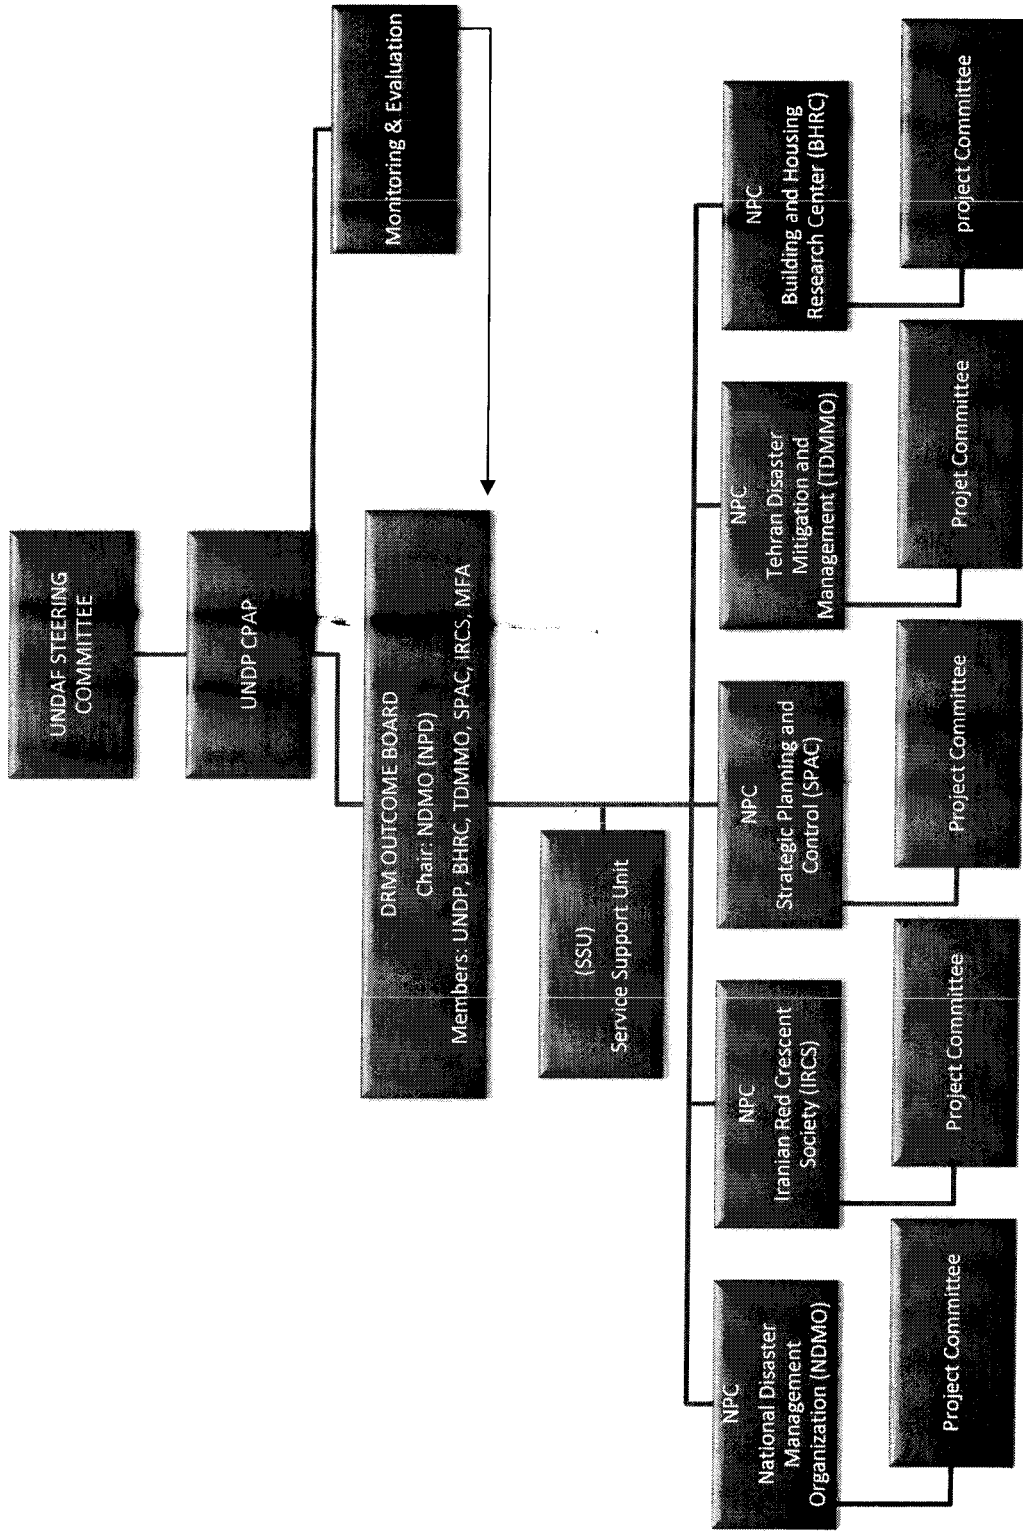 UNDAF STEERING
COMMITTEE
UNDP CPAP
Monitoring & Evaluation
DRM OUTCOME BOARD
Chair: NDMO (NPD)
Members: UNDP, BHRC, TDMMO, SPAC, IRCS, MFA
(SSU)
Service Support Unit
NPC
National Disaster
Management
Organization (NDMO)
NPC
Iranian Red Crescent
Society (IRCS)
NPC
Strategic Planning and
Control (SPAC)
NPC
Tehran Disaster
Mitigation and
Management (TDMMO)
NPC
Building and Housing
Research Center (BHRC)
Project Committee
Project Committee
Project Committee
Projet Committee
project Committee